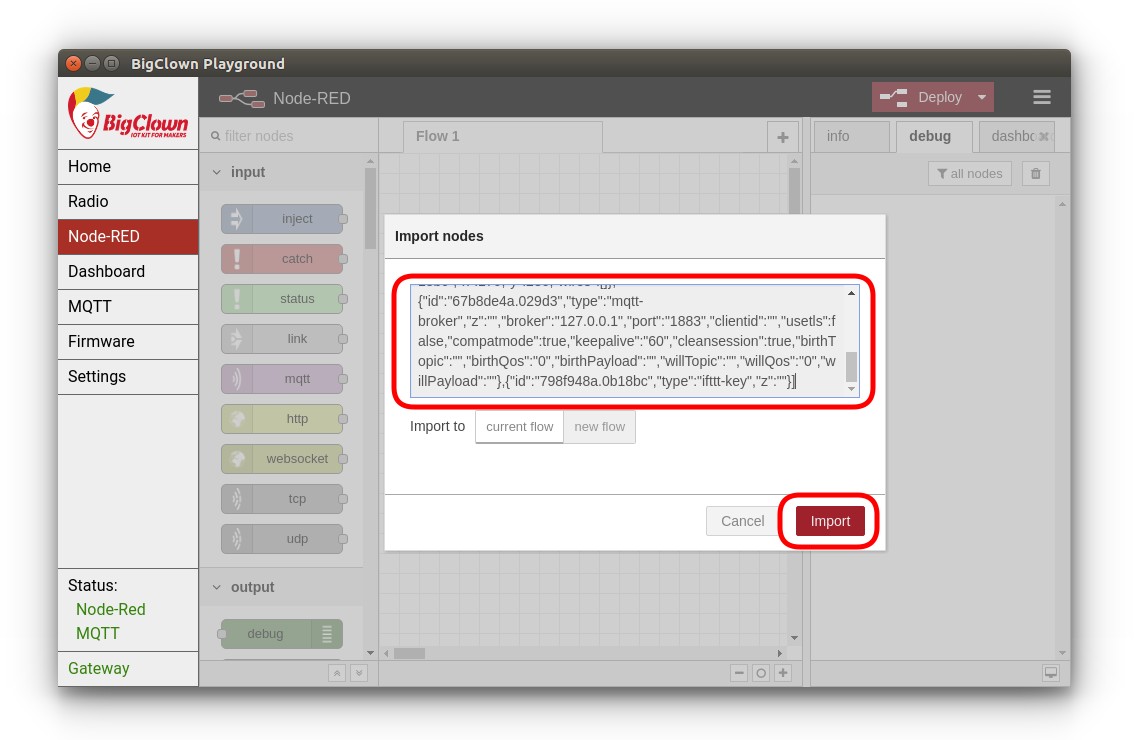 BigClown Playground
BigClown
IOT KIT FOR MAKERS
Home
Radio
Node-RED
Dashboard
MQTT
Firmware
Settings
Status:
Node-Red
MQTT
Gateway
Node-RED
Deploy
filter nodes
input
inject
catch
status
link
mqtt
http
websocket
tcp
udp
output
debug
Flow 1
info
debug
dashbo
all nodes
Import nodes
{"id":"67b8de4a.029d3","type":"mqtt-
broker","z":"","broker":"127.0.0.1","port":"1883","clientid":"","usetls":f
alse,"compatmode":true,"keepalive":"60","cleansession":true,"birthT
opic":"","birthQos":"0","birthPayload":"","willTopic":"","willQos":"0","w
illPayload":""},{"id":"798f948a.0b18bc","type":"ifttt-key","z":""}]
Import to
current flow
new flow
Cancel
Import